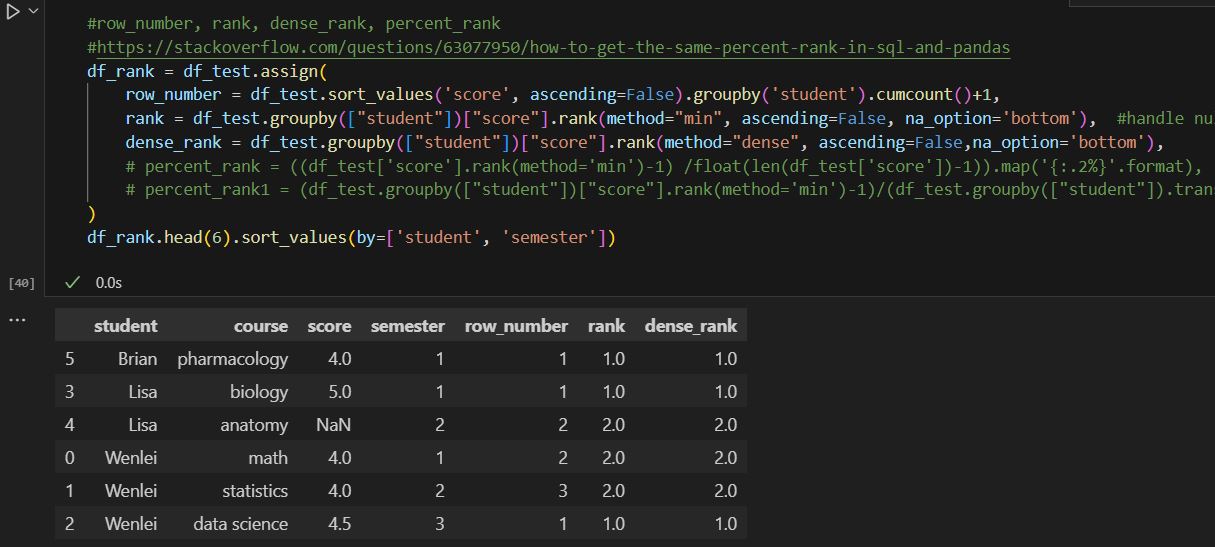 #row_number, rank, dense_rank, percent_rank
#https://stackoverflow.com/questions/63077950/how-to-get-the-same-percent-rank-in-sql-and-pandas
df_rank = df_test.assign(
    row_number = df_test.sort_values('score', ascending=False).groupby('student').cumcount()+1,
    rank = df_test.groupby(["student"])["score"].rank(method="min", ascending=False, na_option='bottom'),  #handle nu
    dense_rank = df_test.groupby(["student"])["score"].rank(method="dense", ascending=False,na_option='bottom'),
    # percent_rank = ((df_test['score'].rank(method='min')-1) /float(len(df_test['score'])-1)).map('{:.2%}'.format),
    # percent_rank1 = (df_test.groupby(["student"])["score"].rank(method='min')-1)/(df_test.groupby(["student"]).tran
)
df_rank.head(6).sort_values(by=['student', 'semester'])
[40] ✓ 0.0s
...
student course score semester row_number rank dense_rank
5 Brian pharmacology 4.0 1 1 1.0 1.0
3 Lisa biology 5.0 1 1 1.0 1.0
4 Lisa anatomy NaN 2 2 2.0 2.0
0 Wenlei math 4.0 1 2 2.0 2.0
1 Wenlei statistics 4.0 2 3 2.0 2.0
2 Wenlei data science 4.5 3 1 1.0 1.0